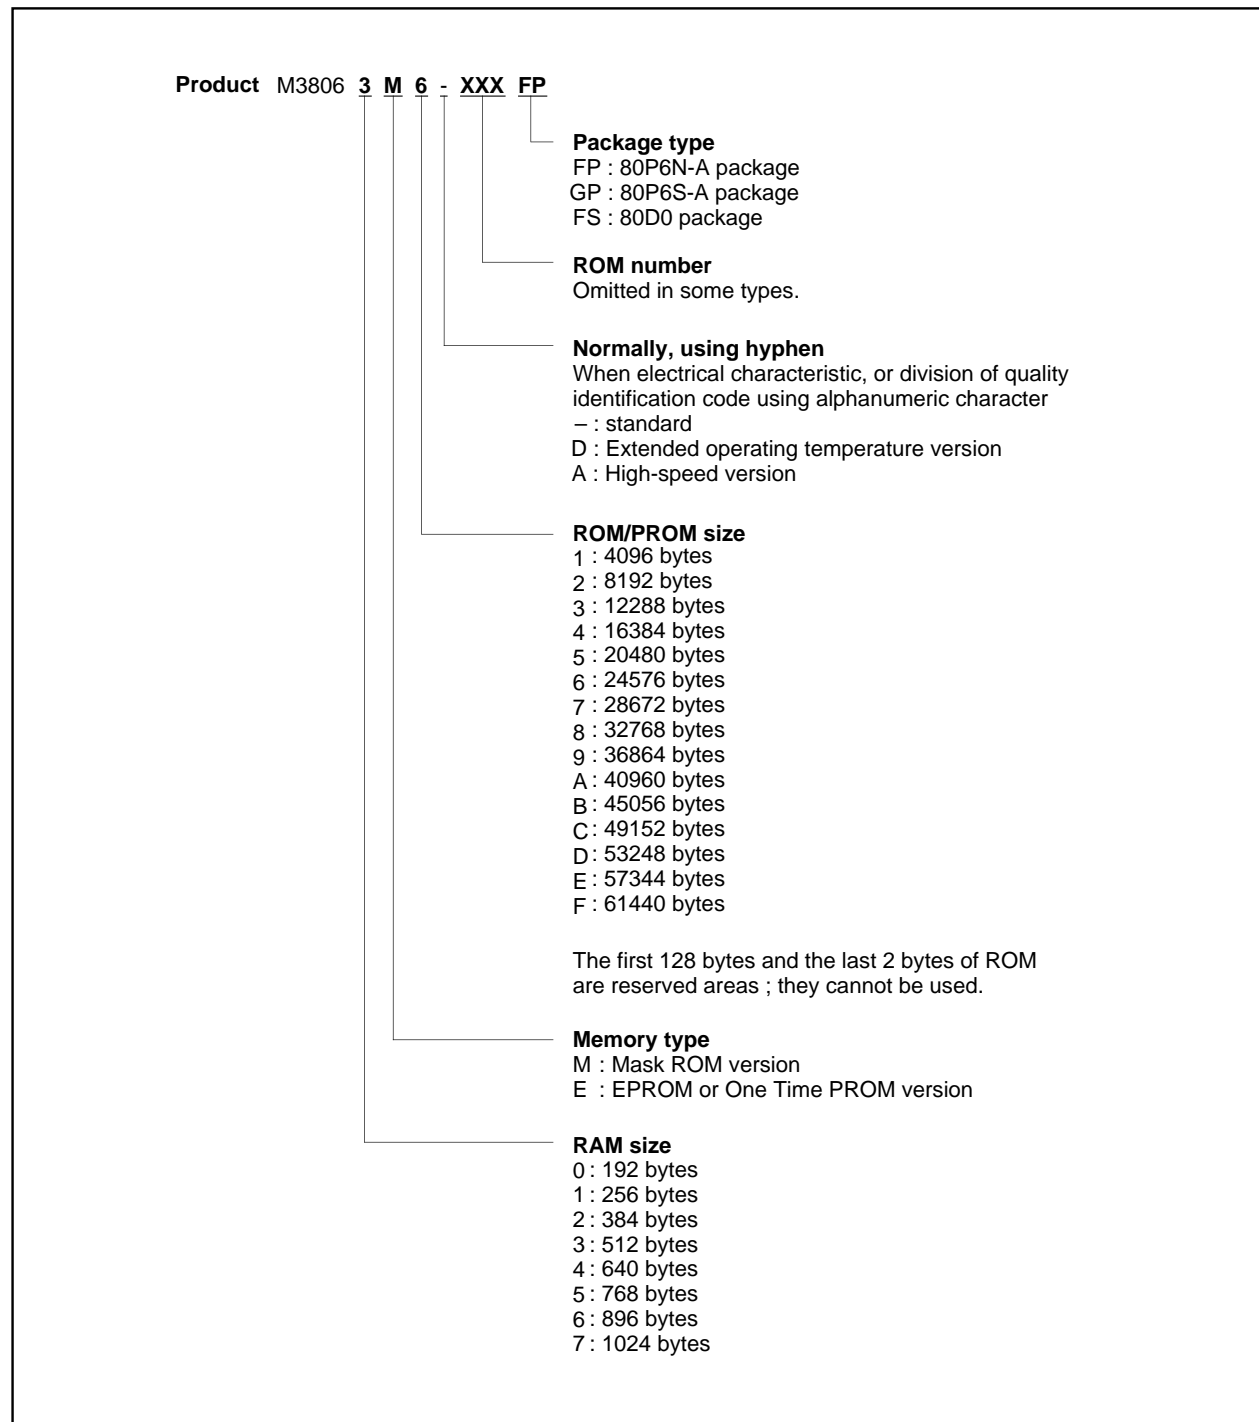 Product M3806 3 M 6 - XXX FP
Package type
FP : 80P6N-A package
GP : 80P6S-A package
FS : 80D0 package
ROM number
Omitted in some types.
Normally, using hyphen
When electrical characteristic, or division of quality
identification code using alphanumeric character
– : standard
D : Extended operating temperature version
A : High-speed version
ROM/PROM size
1 : 4096 bytes
2 : 8192 bytes
3 : 12288 bytes
4 : 16384 bytes
5 : 20480 bytes
6 : 24576 bytes
7 : 28672 bytes
8 : 32768 bytes
9 : 36864 bytes
A : 40960 bytes
B : 45056 bytes
C : 49152 bytes
D : 53248 bytes
E : 57344 bytes
F : 61440 bytes
The first 128 bytes and the last 2 bytes of ROM
are reserved areas ; they cannot be used.
Memory type
M : Mask ROM version
E : EPROM or One Time PROM version
RAM size
0 : 192 bytes
1 : 256 bytes
2 : 384 bytes
3 : 512 bytes
4 : 640 bytes
5 : 768 bytes
6 : 896 bytes
7 : 1024 bytes